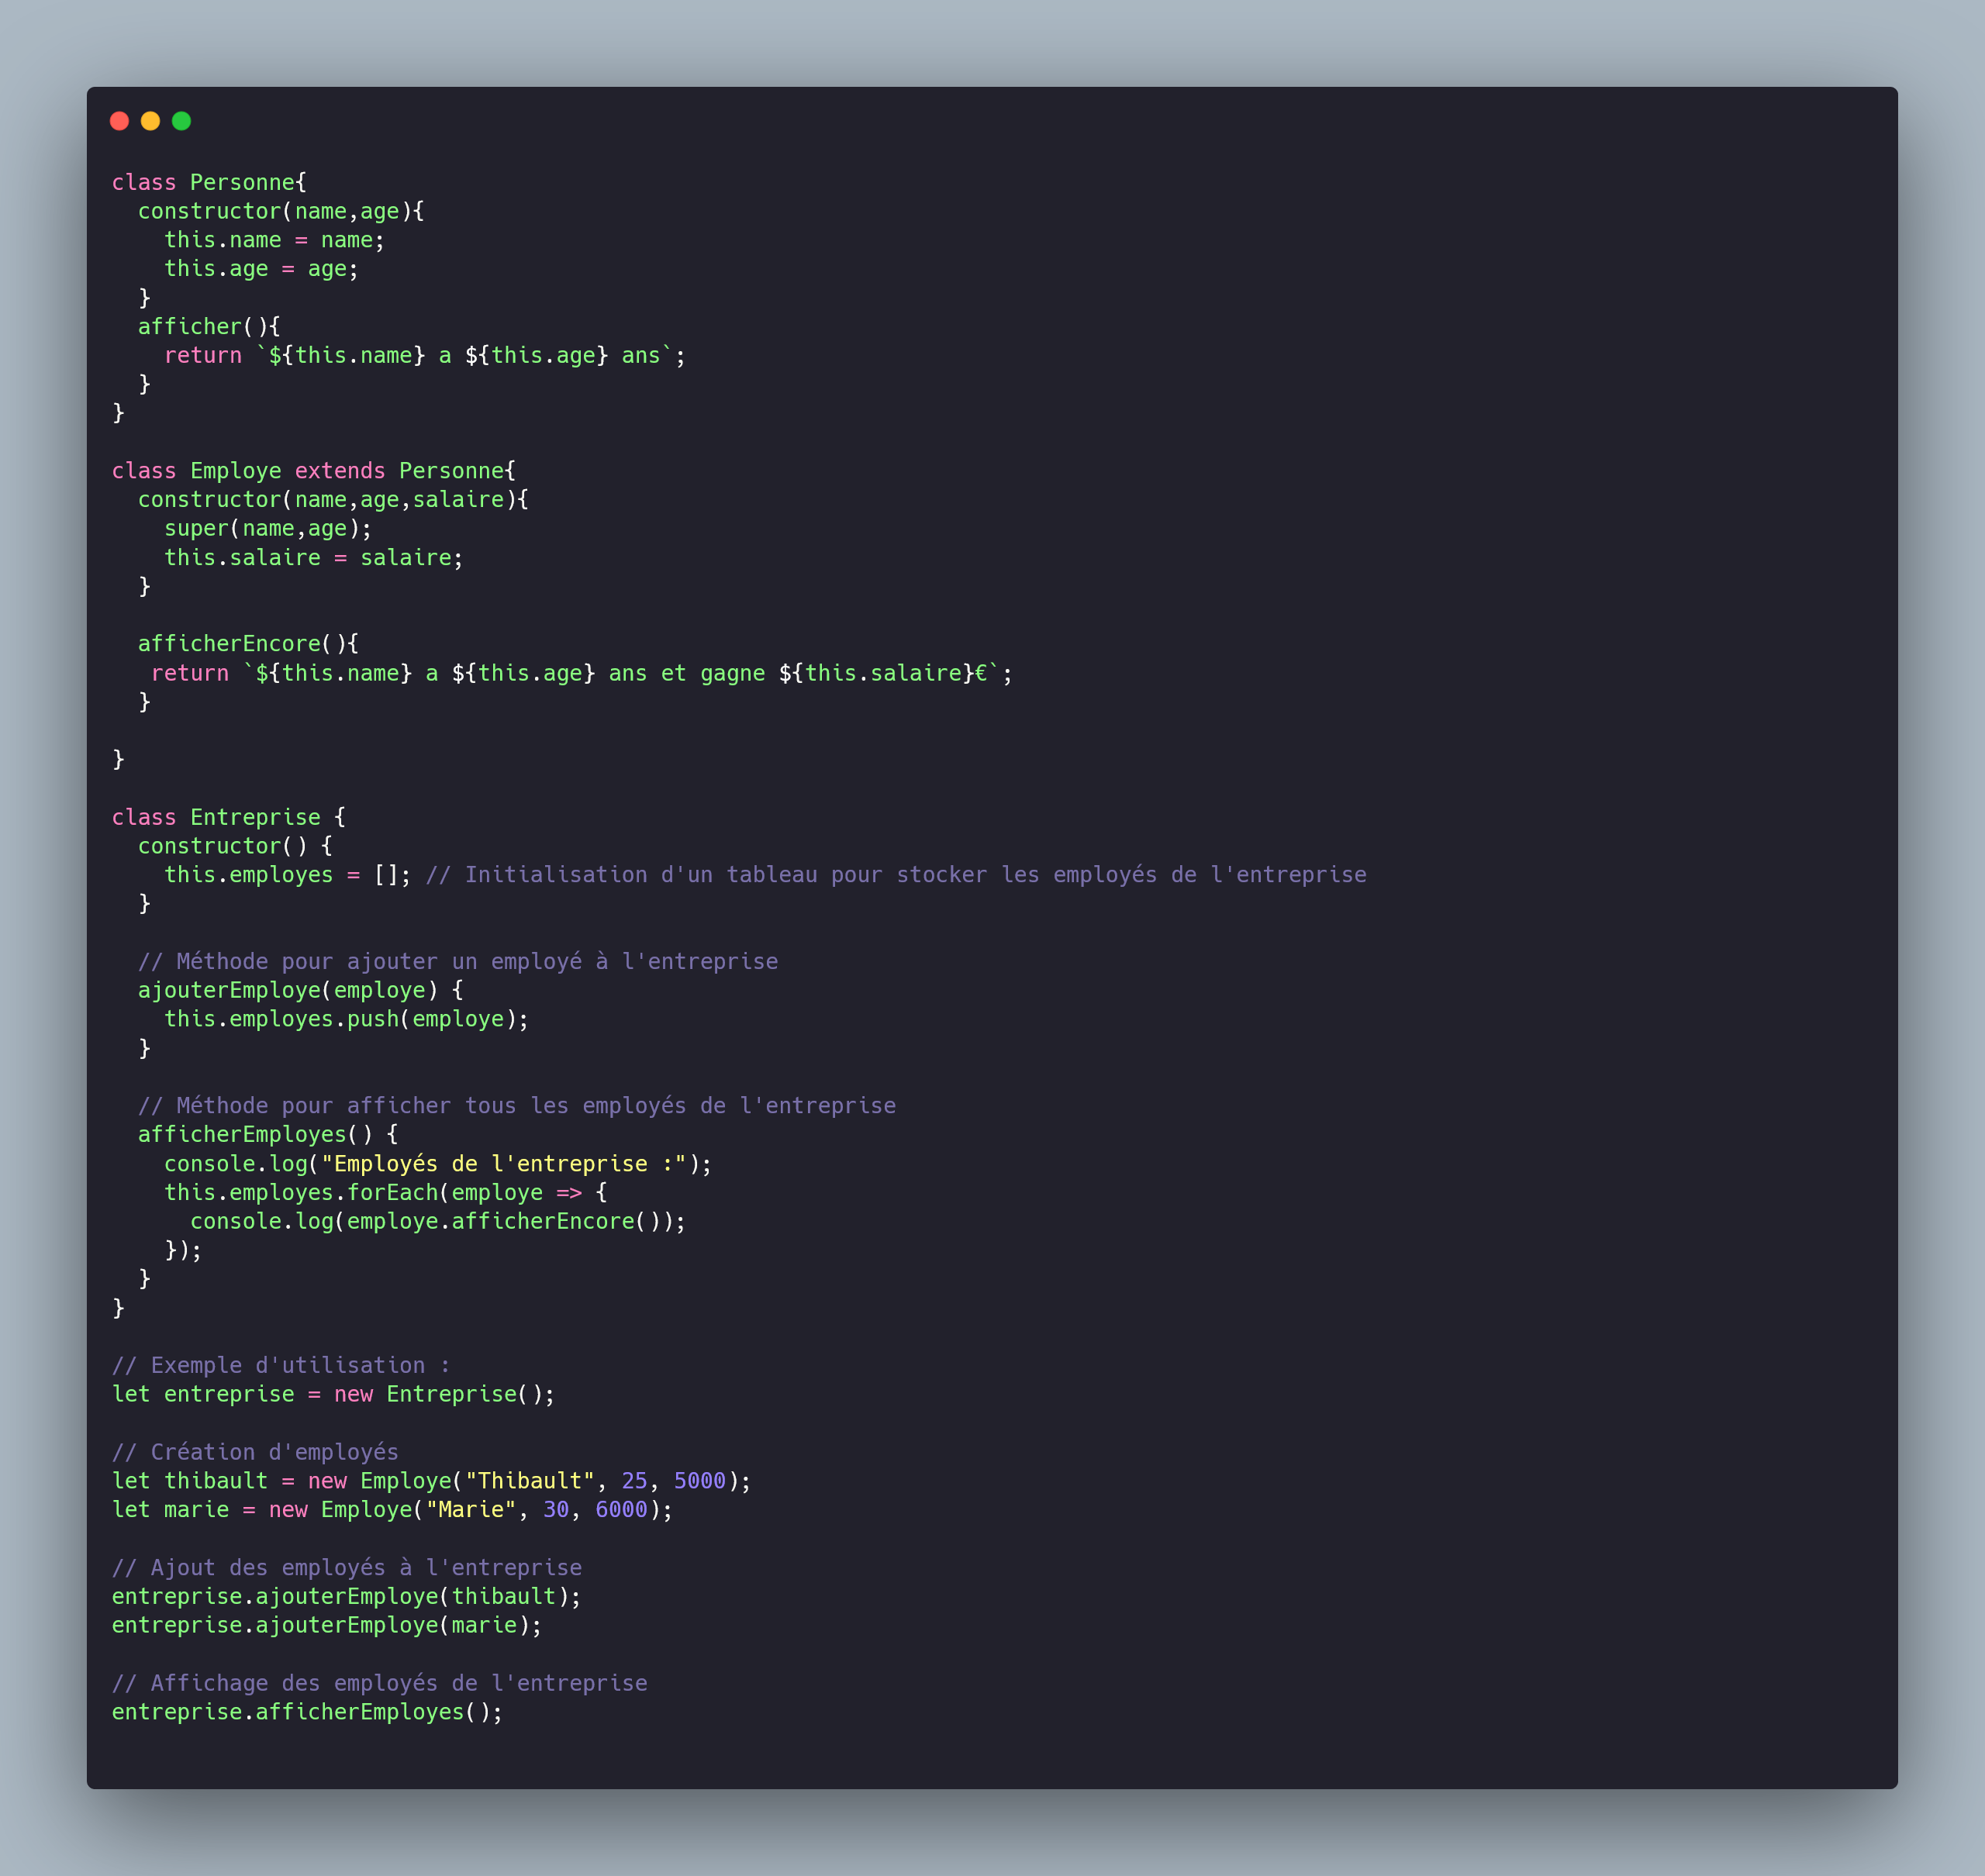 class Personne{
  constructor(name,age){
    this.name = name;
    this.age = age;
  }
  afficher(){
    return `${this.name} a ${this.age} ans`;
  }
}

class Employe extends Personne{
  constructor(name,age,salaire){
    super(name,age);
    this.salaire = salaire;
  }

  afficherEncore(){
   return `${this.name} a ${this.age} ans et gagne ${this.salaire}€`;
  }

}

class Entreprise {
  constructor() {
    this.employes = []; // Initialisation d'un tableau pour stocker les employés de l'entreprise
  }

  // Méthode pour ajouter un employé à l'entreprise
  ajouterEmploye(employe) {
    this.employes.push(employe);
  }

  // Méthode pour afficher tous les employés de l'entreprise
  afficherEmployes() {
    console.log("Employés de l'entreprise :");
    this.employes.forEach(employe => {
      console.log(employe.afficherEncore());
    });
  }
}

// Exemple d'utilisation :
let entreprise = new Entreprise();

// Création d'employés
let thibault = new Employe("Thibault", 25, 5000);
let marie = new Employe("Marie", 30, 6000);

// Ajout des employés à l'entreprise
entreprise.ajouterEmploye(thibault);
entreprise.ajouterEmploye(marie);

// Affichage des employés de l'entreprise
entreprise.afficherEmployes();